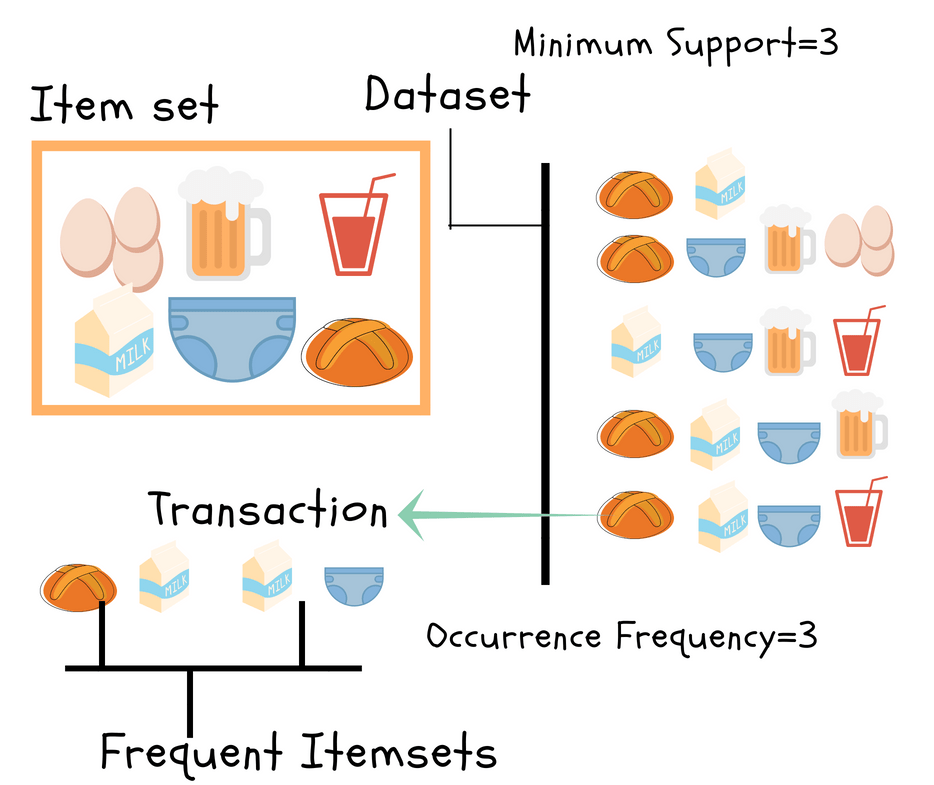 Minimum Support=3
Dataset
Item set
MILK
MILK
MILK
MILK
MILK
Transaction
MILK
MILK
MILK
Occurrence Frequency=3
Frequent Itemsets